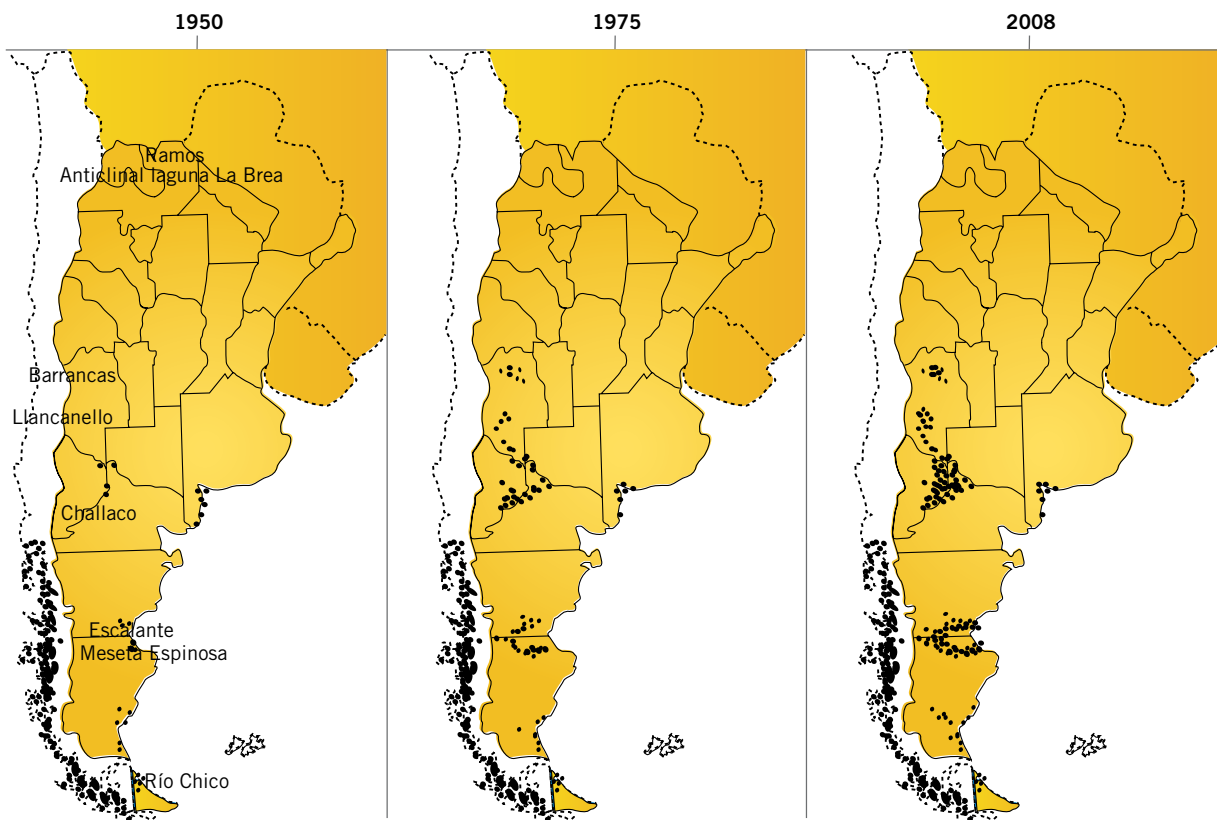 1950
1975
2008
Ramos
Anticlinal laguna La Brea
Barrancas
Llancanello
Challaco
Escalante
Meseta Espinosa
Río Chico